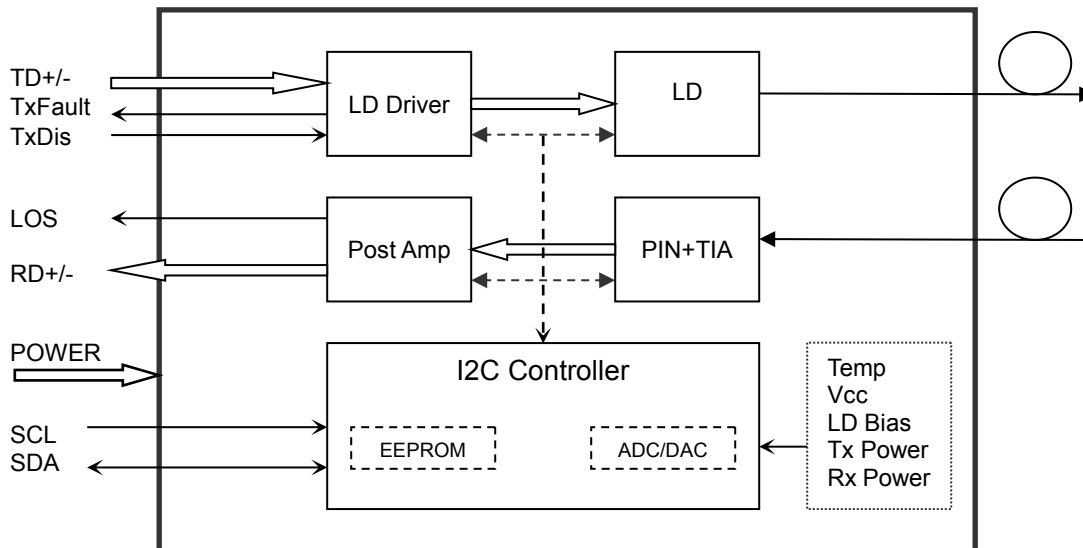 TD+/-
TxFault
TxDis
LD Driver
LD
LOS
RD+/-
Post Amp
PIN+TIA
POWER
SCL
SDA
I2C Controller
EEPROM
ADC/DAC
Temp
Vcc
LD Bias
Tx Power
Rx Power